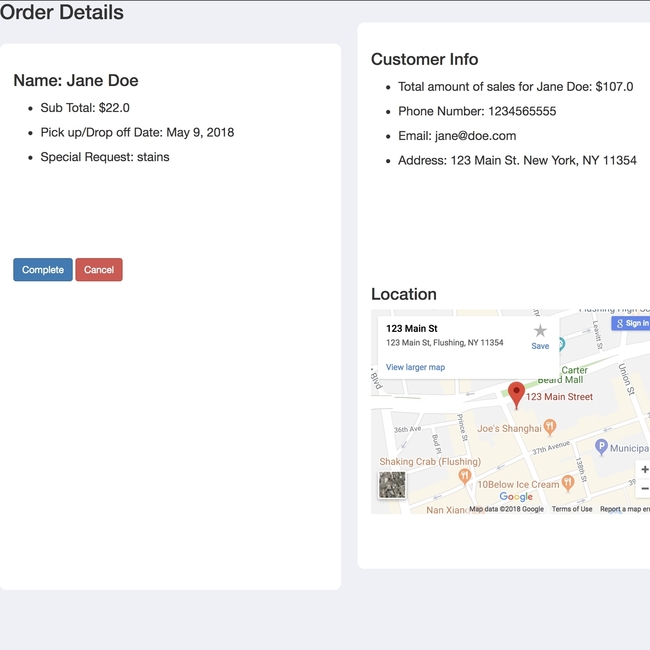 Order Details
Name: Jane Doe
Sub Total: $22.0
Pick up/Drop off Date: May 9, 2018
Special Request: stains
Complete
Cancel
Customer Info
Total amount of sales for Jane Doe: $107.0
Phone Number: 1234565555
Email: jane@doe.com
Address: 123 Main St. New York, NY 11354
Location
123 Main St
123 Main St, Flushing, NY 11354
Save
View larger map
Sign in
Leavitt St
Blvd
Carter
Beard Mall
Union St
123 Main Street
36th Ave
Prince St
Bud Pl
Joe's Shanghai
37th Avenue
138th St
Municipa
Shaking Crab (Flushing)
10Below Ice Cream
Google
Nan Xian
Map data ©2018 Google
Terms of Use
Report a map er